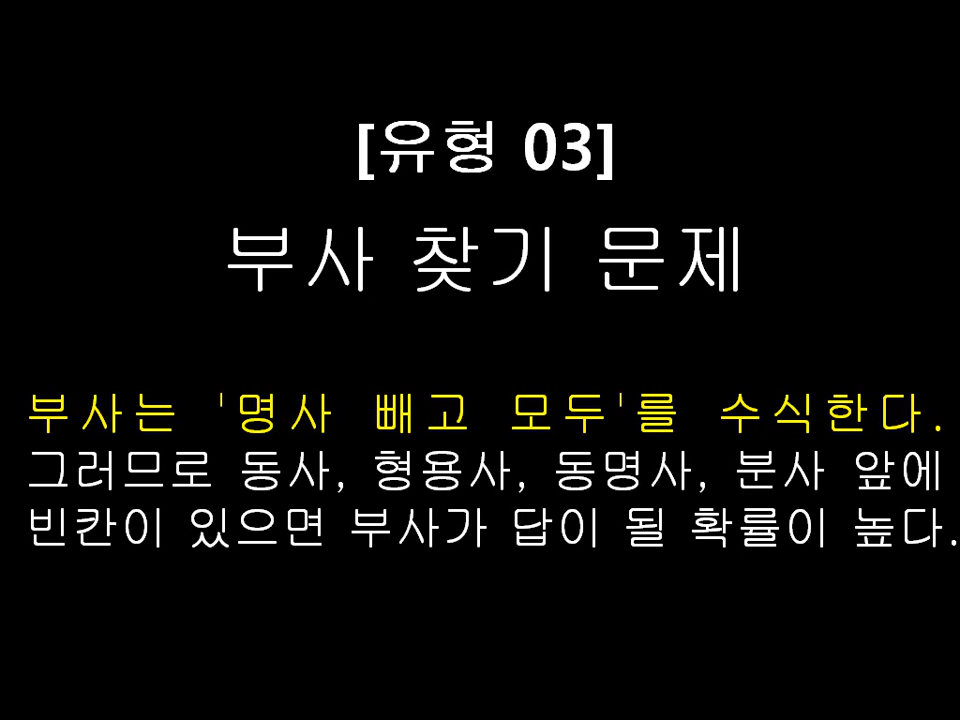 [유형 03]
부사 찾기 문제
부사는 '명사 빼고 모두'를 수식한다.
그러므로 동사, 형용사, 동명사, 분사 앞에
빈칸이 있으면 부사가 답이 될 확률이 높다.